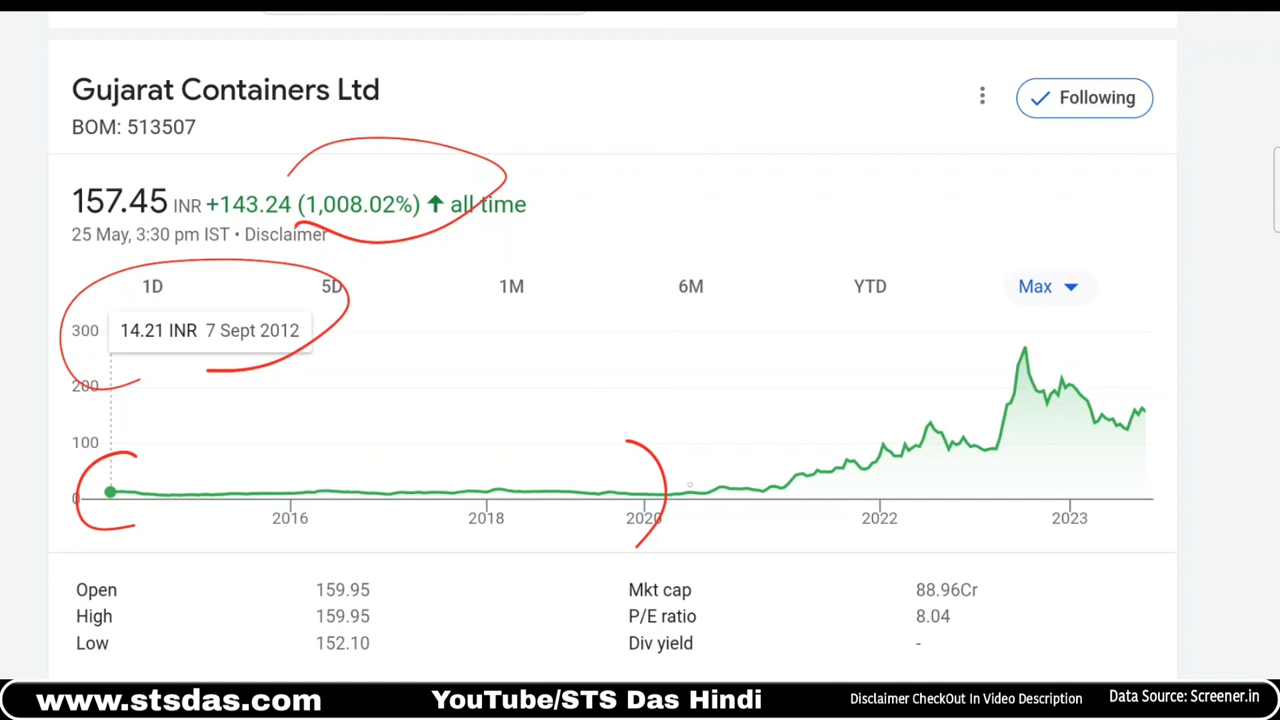 Gujarat Containers Ltd
BOM: 513507
Following
157.45 INR +143.24 (1,008.02%) ↑ all time
25 May, 3:30 pm IST • Disclaimer
1D 5D 1M 6M YTD Max
14.21 INR 7 Sept 2012
300
200
100
0
2016 2018 2020 2022 2023
Open 159.95 Mkt cap 88.96Cr
High 159.95 P/E ratio 8.04
Low 152.10 Div yield -
www.stsdas.com YouTube/STS Das Hindi Disclaimer CheckOut In Video Description Data Source: Screener.in